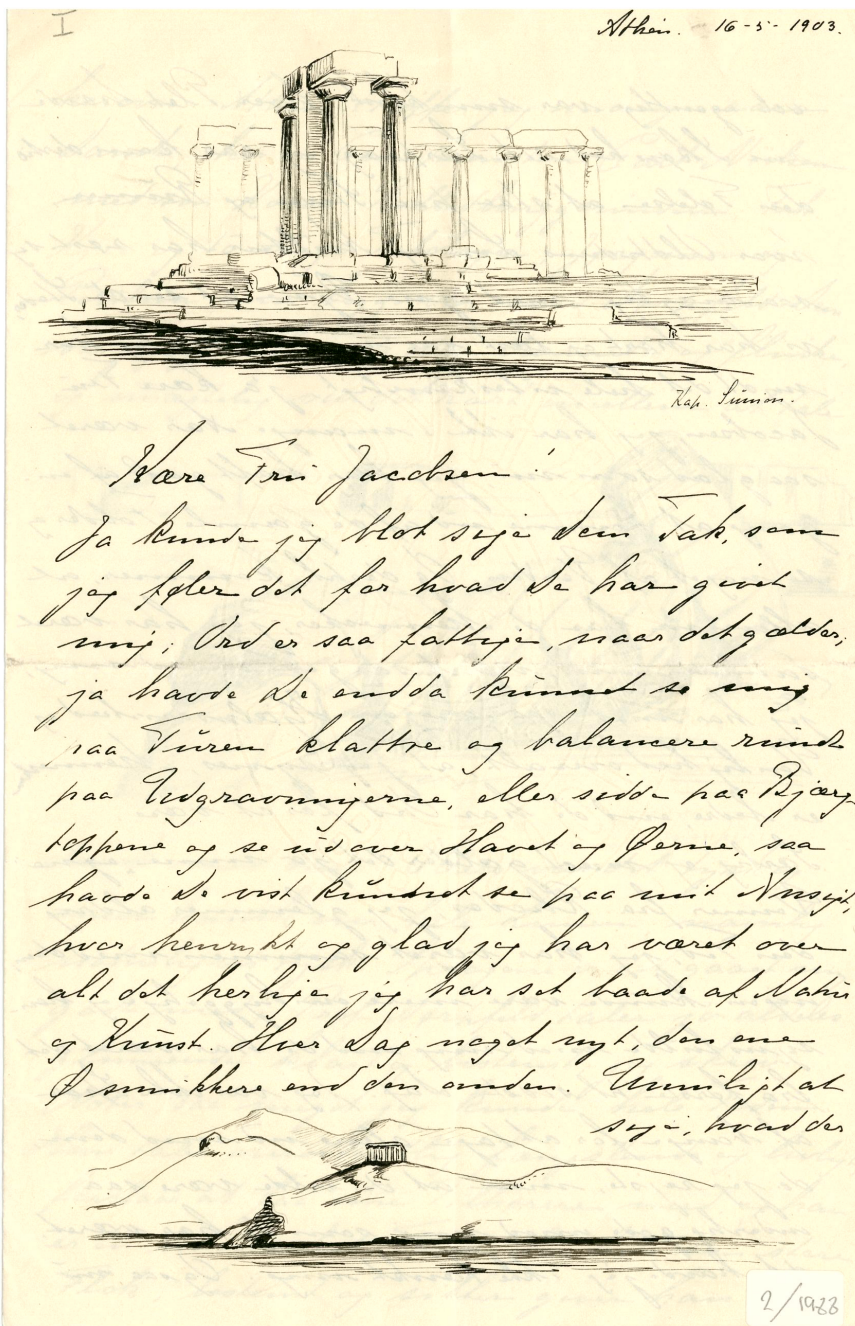 I
Athen. 16-5-1903.
Kap. Sunion.
Kære Fru Jacobsen!
Ja kunde jeg blot sige Dem Tak, som
jeg føler det for hvad De har givet
mig; Ord er saa fattige, naar det gælder,
ja havde De endda kunnet se mig
paa Turen klattre og balancere rundt
paa Udgravningerne, eller sidde paa Bjærg
toppene og se ud over Havet og Øerne, saa
havde De vist kunnet se paa mit Ansigt,
hvor henrykt og glad jeg har været over
alt det herlige jeg har set baade af Natur
og Kunst. Hver Dag noget nyt, den ene
Ø smukkere end den anden. Umuligt at
sige, hvad der
2/1988